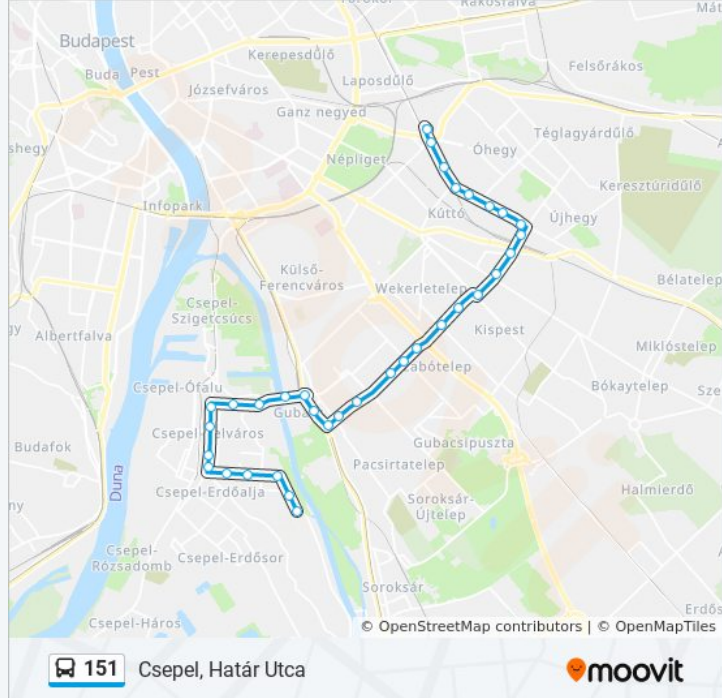 Rákosfalva
Budapest
Kerepesdűlő
Felsőrákos
Buda
Pest
Laposdűlő
Józsefváros
Ganz negyed
Téglagyárdűlő
Óhegy
Népliget
Keresztúridűlő
Infopark
Kúttó
Újhegy
Külső-
Ferencváros
Wekerletelep
Bélatelep
Csepel-
Szigetcsúcs
Albertfalva
Kispest
Miklóstelep
Csepel-Ófalu
Bókaytelep
Csepel-Belváros
Gubacsipuszta
Budafok
Pacsirtatelep
Duna
Csepel-Erdőalja
Soroksár-
Újtelep
Halmierdő
Csepel-
Rózsadomb
Csepel-Erdősor
Soroksár
Csepel-Háros
© OpenStreetMap contributors | © OpenMapTiles
151 Csepel, Határ Utca
moovit